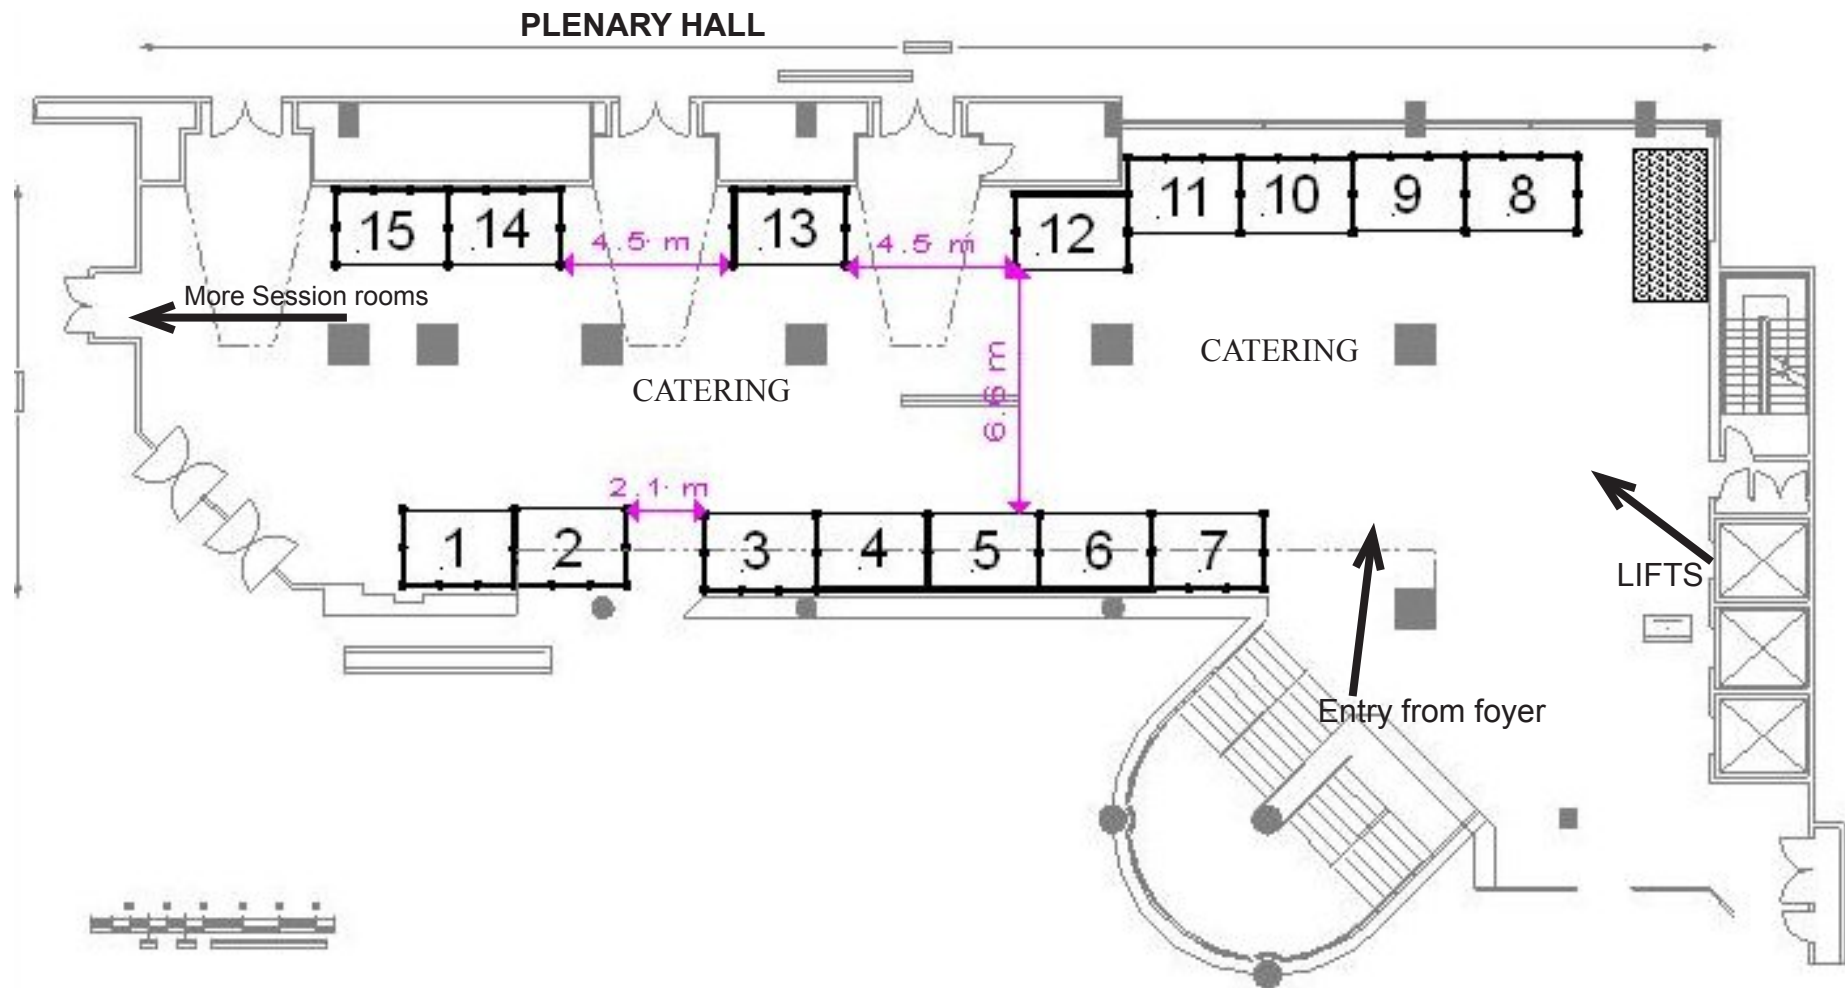 PLENARY HALL
11
10
9
8
15
14
13
12
4.5 m
4.5 m
More Session rooms
CATERING
CATERING
6.6 m
2.1 m
1
2
3
4
5
6
7
LIFTS
Entry from foyer